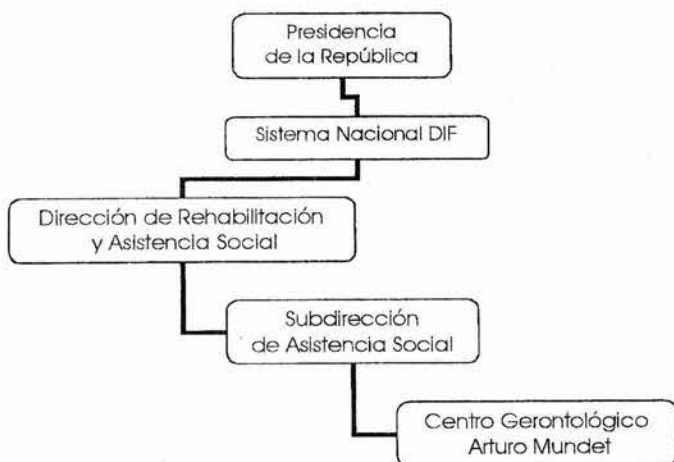 Presidencia
de la República
Sistema Nacional DIF
Dirección de Rehabilitación
y Asistencia Social
Subdirección
de Asistencia Social
Centro Gerontológico
Arturo Mundet